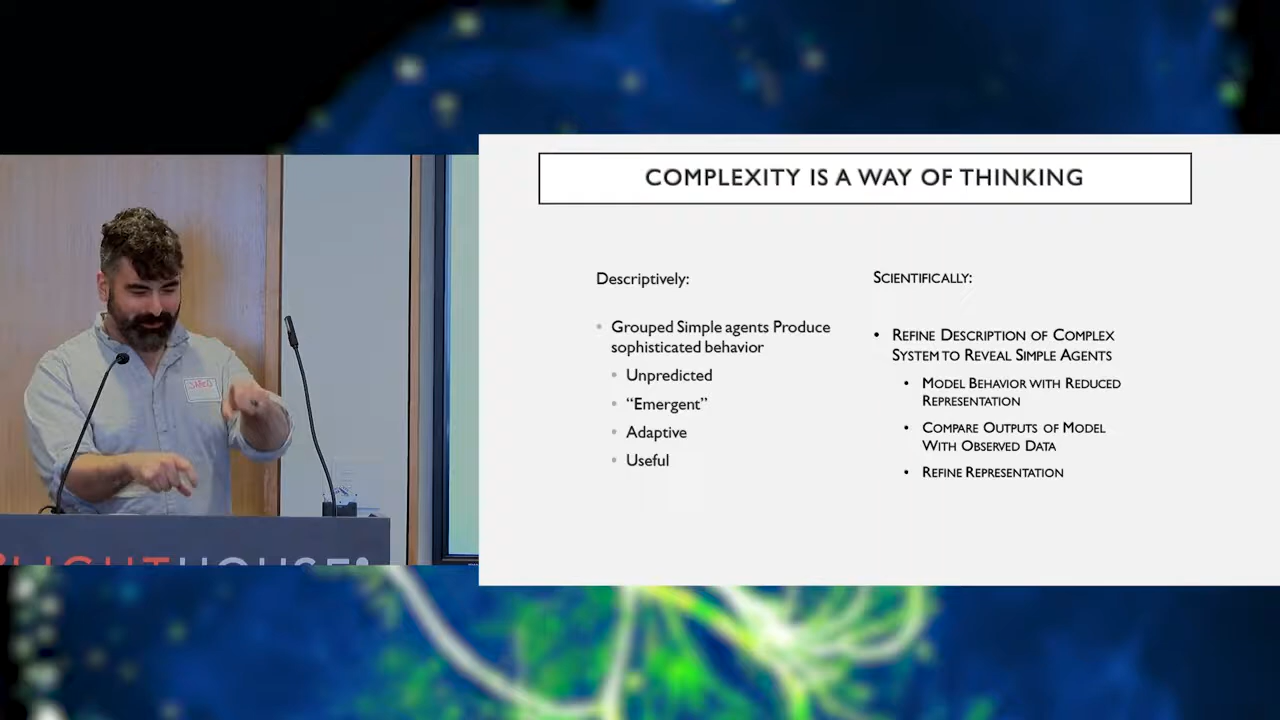 COMPLEXITY IS A WAY OF THINKING
Descriptively:
• Grouped Simple agents Produce
sophisticated behavior
• Unpredicted
• “Emergent”
• Adaptive
• Useful
SCIENTIFICALLY:
• REFINE DESCRIPTION OF COMPLEX
SYSTEM TO REVEAL SIMPLE AGENTS
• MODEL BEHAVIOR WITH REDUCED
REPRESENTATION
• COMPARE OUTPUTS OF MODEL
WITH OBSERVED DATA
• REFINE REPRESENTATION
LIGHTHOUSE